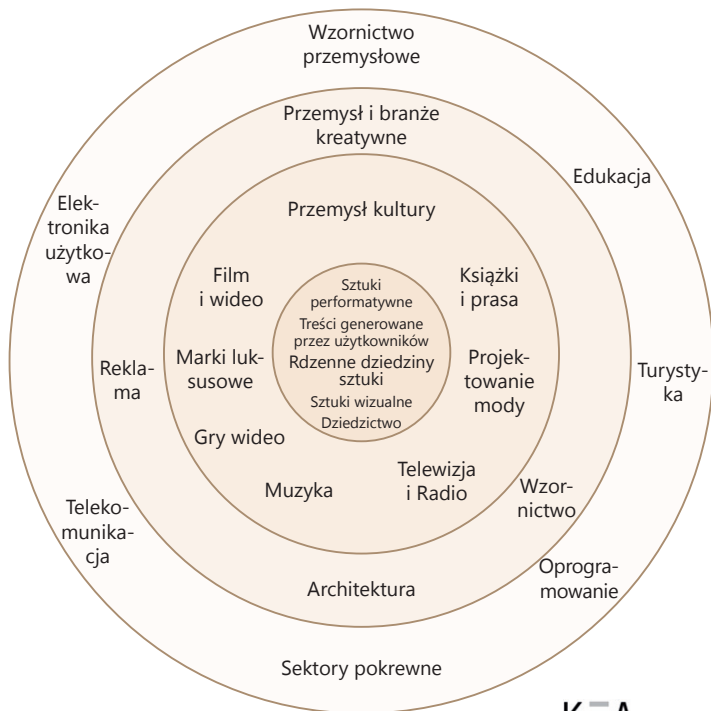 Wzornictwo
przemysłowe
Przemysł i branże
kreatywne
Edukacja
Elek-
tronika
użytko-
wa
Przemysł kultury
Film
i wideo
Książki
i prasa
Sztuki
performatywne
Treści generowane
przez użytkowników
Rdzenne dziedziny
sztuki
Sztuki wizualne
Dziedzictwo
Rekla-
ma
Marki luk-
susowe
Projek-
towanie
mody
Turysty-
ka
Gry wideo
Muzyka
Telewizja
i Radio
Wzor-
nictwo
Teleko-
munika-
cja
Oprogra-
mowanie
Architektura
Sektory pokrewne